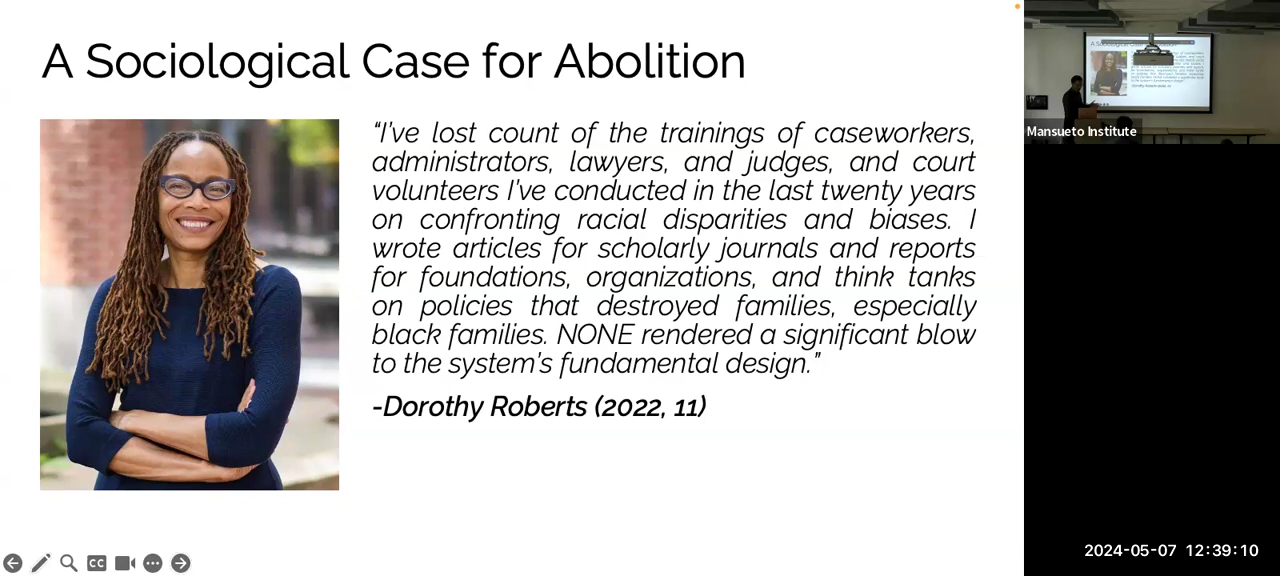 A Sociological Case for Abolition
“I’ve lost count of the trainings of caseworkers,
administrators, lawyers, and judges, and court
volunteers I’ve conducted in the last twenty years
on confronting racial disparities and biases. I
wrote articles for scholarly journals and reports
for foundations, organizations, and think tanks
on policies that destroyed families, especially
black families. NONE rendered a significant blow
to the system’s fundamental design.”
-Dorothy Roberts (2022, 11)
CC
Mansueto Institute
2024-05-07 12:39:10